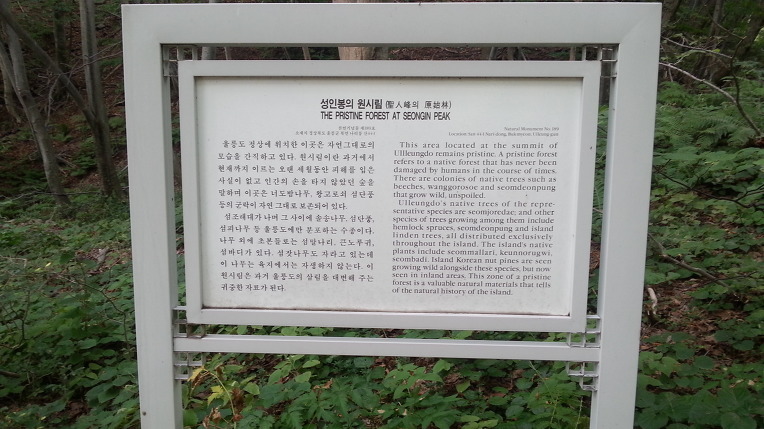 성인봉의 원시림 (聖人峰의 原始林)
THE PRISTINE FOREST AT SEONGIN PEAK
천연기념물 제189호
울릉도 정상에 위치한 이곳은 자연그대로의
모습을 간직하고 있다. 원시림이란 과거에서
현재까지 이르는 오랜 세월동안 피해를 입은
사실이 없고 인간의 손을 타지 않았던 숲을
말하며 이곳은 너도밤나무, 왕고로쇠 섬단풍
등의 군락이 자연 그대로 보존되어 있다.
섬조릿대가 나며 그 사이에 솔송나무, 섬단풍,
섬피나무 등 울릉도에만 분포하는 수종이다.
나무 외에 초본들로는 섬말나리, 큰노루귀,
섬바디가 있다. 섬잣나무도 자라고 있는데
이 나무는 육지에서는 자생하지 않는다. 이
원시림은 과거 울릉도의 삼림을 대변해 주는
귀중한 자료가 된다.
Natural Monument No 189
This area located at the summit of
Ullleungdo remains pristine. A pristine forest
refers to a native forest that has never been
damaged by humans in the course of times.
There are colonies of native trees such as
beeches, wanggorosoe and seomdeonpung
that grow wild, unspoiled.
Ulleungdo's native trees of the repre-
sentative species are seomjoredae; and other
species of trees growing among them include
hemlock spruces, seomdeonpung and island
linden trees, all distributed exclusively
throughout the island. The island's native
plants include seommallari, keunnorugwi,
seombadi. Island Korean nut pines are seen
growing wild alongside these species, but now
seen in inland areas. This zone of a pristine
forest is a valuable natural materials that tells
of the natural history of the island.